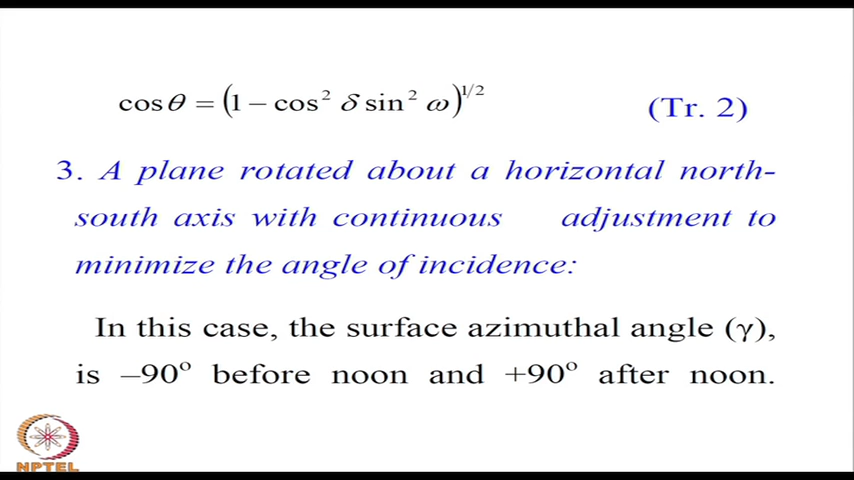 cos θ = (1 − cos² δ sin² ω)^1/2 (Tr. 2)
3. A plane rotated about a horizontal north-
south axis with continuous adjustment to
minimize the angle of incidence:
In this case, the surface azimuthal angle (γ),
is –90° before noon and +90° after noon.
NPTEL